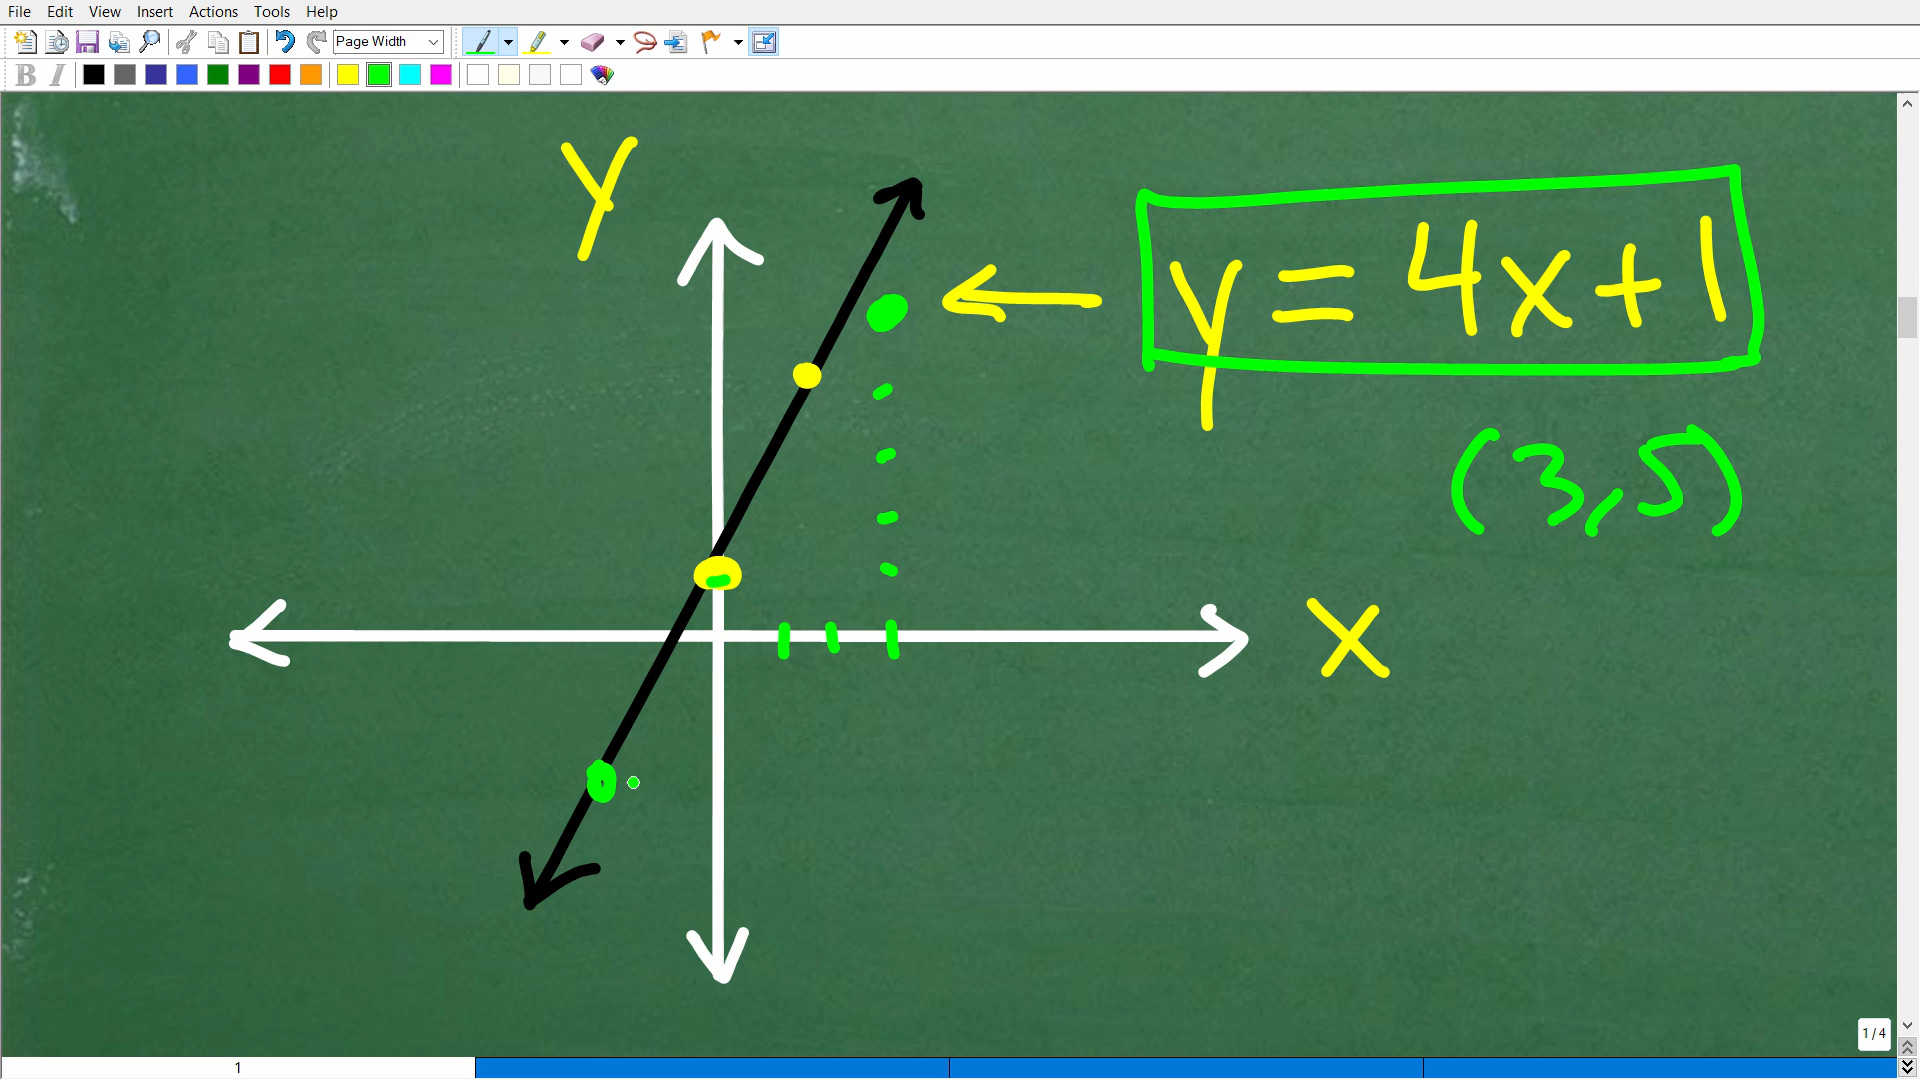 File Edit View Insert Actions Tools Help
Page Width
B I
Y
y = 4x+1
(3,5)
X
1 / 4
1